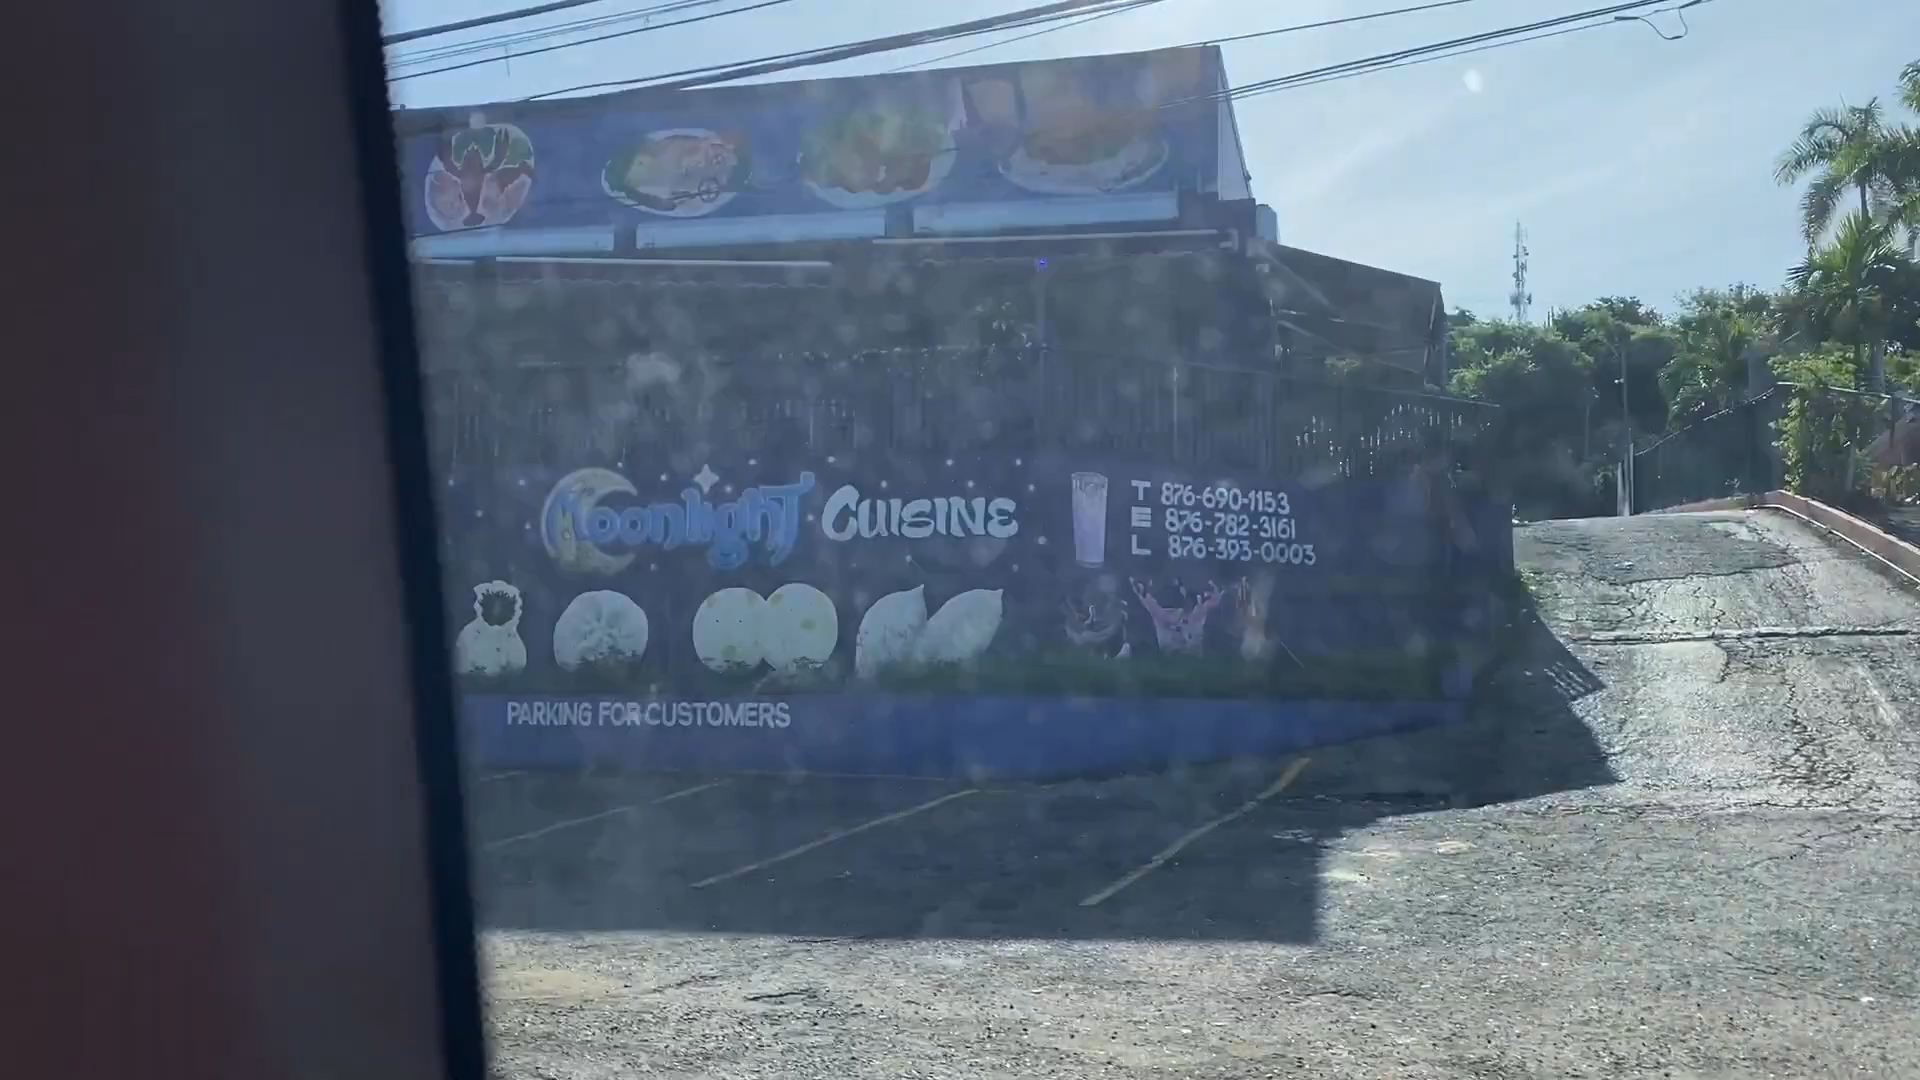 Moonlight CUISINE
TEL
876-690-1153
876-782-3161
876-393-0003
PARKING FOR CUSTOMERS